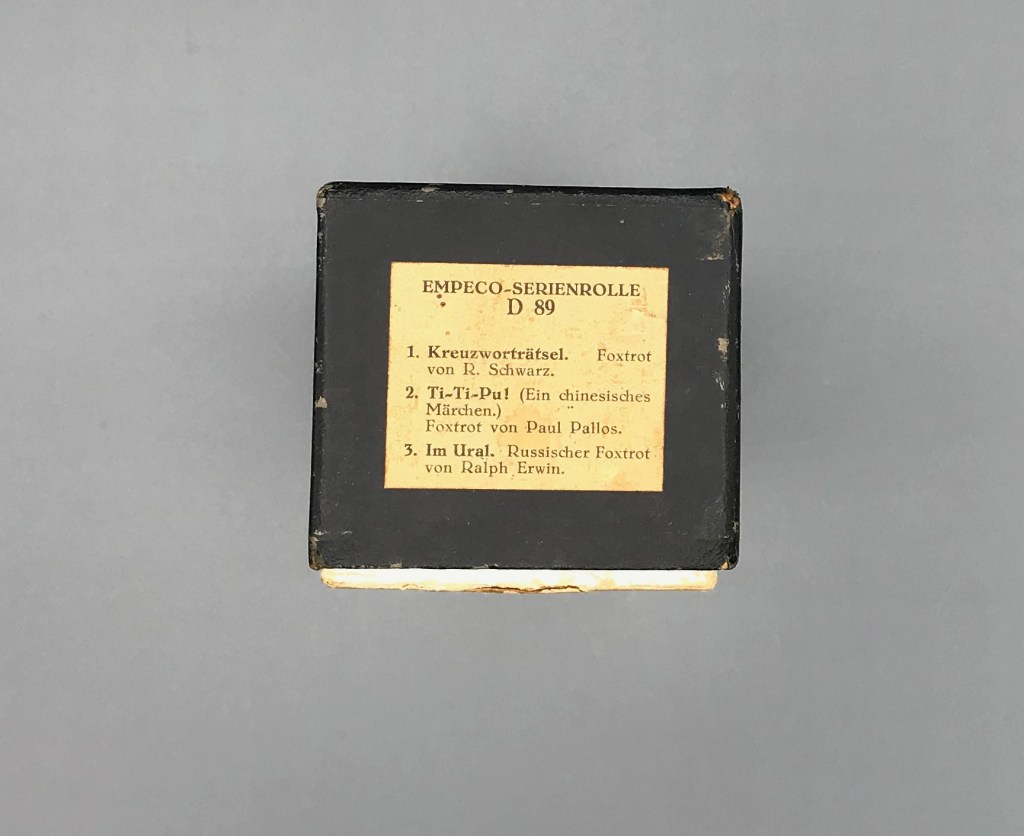 EMPECO-SERIENROLLE
D 89
1. Kreuzworträtsel. Foxtrot
von R. Schwarz.
2. Ti-Ti-Pu! (Ein chinesisches
Märchen.)
Foxtrot von Paul Pallos.
3. Im Ural. Russischer Foxtrot
von Ralph Erwin.